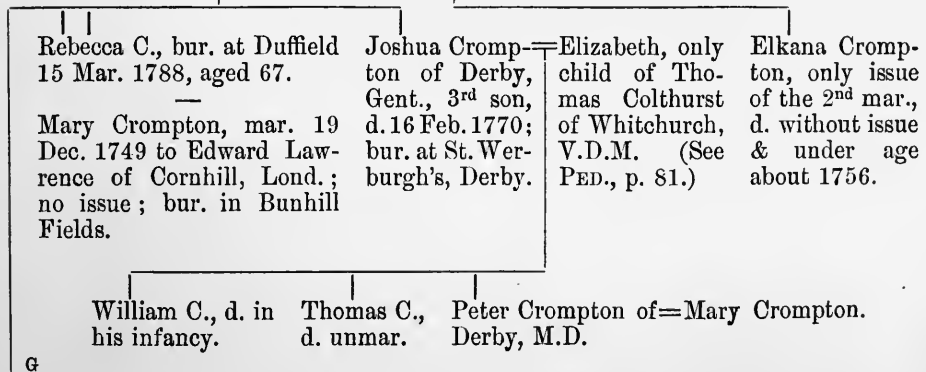 Rebecca C., bur. at Duffield
15 Mar. 1788, aged 67.
—
Mary Crompton, mar. 19
Dec. 1749 to Edward Law-
rence of Cornhill, Lond.;
no issue; bur. in Bunhill
Fields.
Joshua Cromp-
ton of Derby,
Gent., 3rd son,
d. 16 Feb. 1770;
bur. at St. Wer-
burgh's, Derby.
=Elizabeth, only
child of Tho-
mas Colthurst
of Whitchurch,
V.D.M. (See
PED., p. 81.)
Elkana Cromp-
ton, only issue
of the 2nd mar.,
d. without issue
& under age
about 1756.
William C., d. in
his infancy.
Thomas C.,
d. unmar.
Peter Crompton of=Mary Crompton.
Derby, M.D.
G